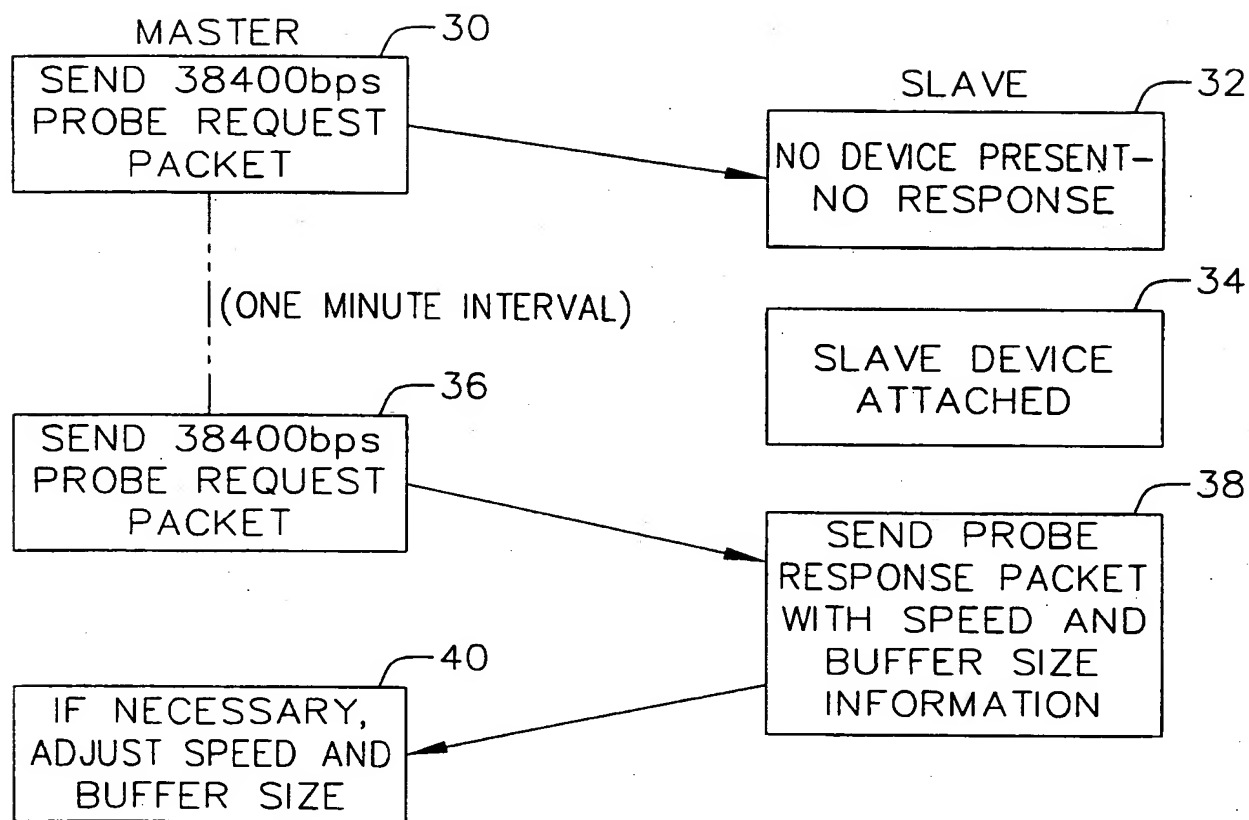 MASTER
30
SEND 38400bps
PROBE REQUEST
PACKET
SLAVE
32
NO DEVICE PRESENT-
NO RESPONSE
(ONE MINUTE INTERVAL)
34
SLAVE DEVICE
ATTACHED
36
SEND 38400bps
PROBE REQUEST
PACKET
38
SEND PROBE
RESPONSE PACKET
WITH SPEED AND
BUFFER SIZE
INFORMATION
40
IF NECESSARY,
ADJUST SPEED AND
BUFFER SIZE